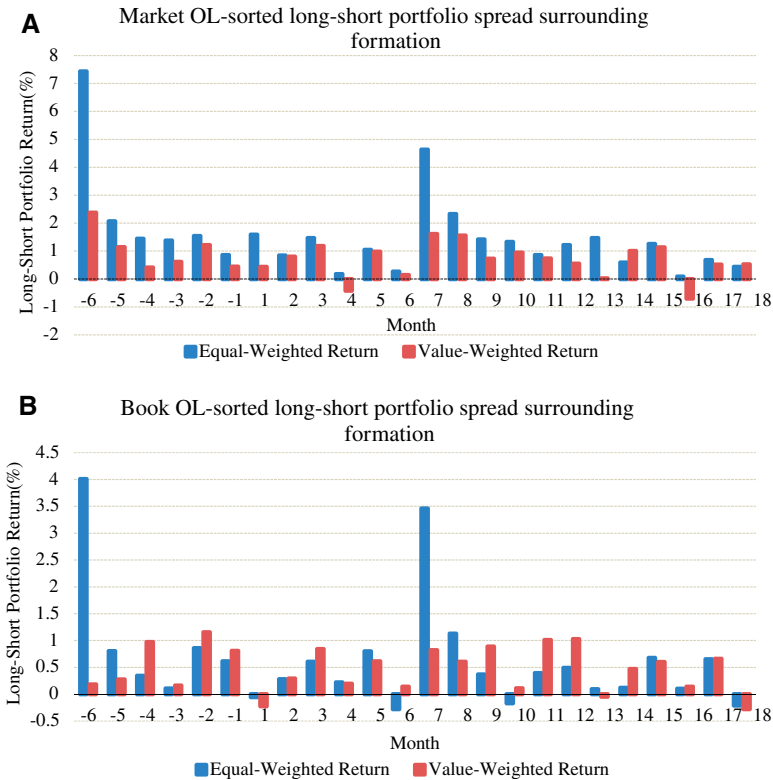 A
Market OL-sorted long-short portfolio spread surrounding
formation
Long-Short Portfolio Return(%)
8
7
6
5
4
3
2
1
0
-1
-2
-6 -5 -4 -3 -2 -1 1 2 3 4 5 6 7 8 9 10 11 12 13 14 15 16 17 18
Month
Equal-Weighted Return Value-Weighted Return
B
Book OL-sorted long-short portfolio spread surrounding
formation
Long-Short Portfolio Return(%)
4.5
4
3.5
3
2.5
2
1.5
1
0.5
0
-0.5
-6 -5 -4 -3 -2 -1 1 2 3 4 5 6 7 8 9 10 11 12 13 14 15 16 17 18
Month
Equal-Weighted Return Value-Weighted Return